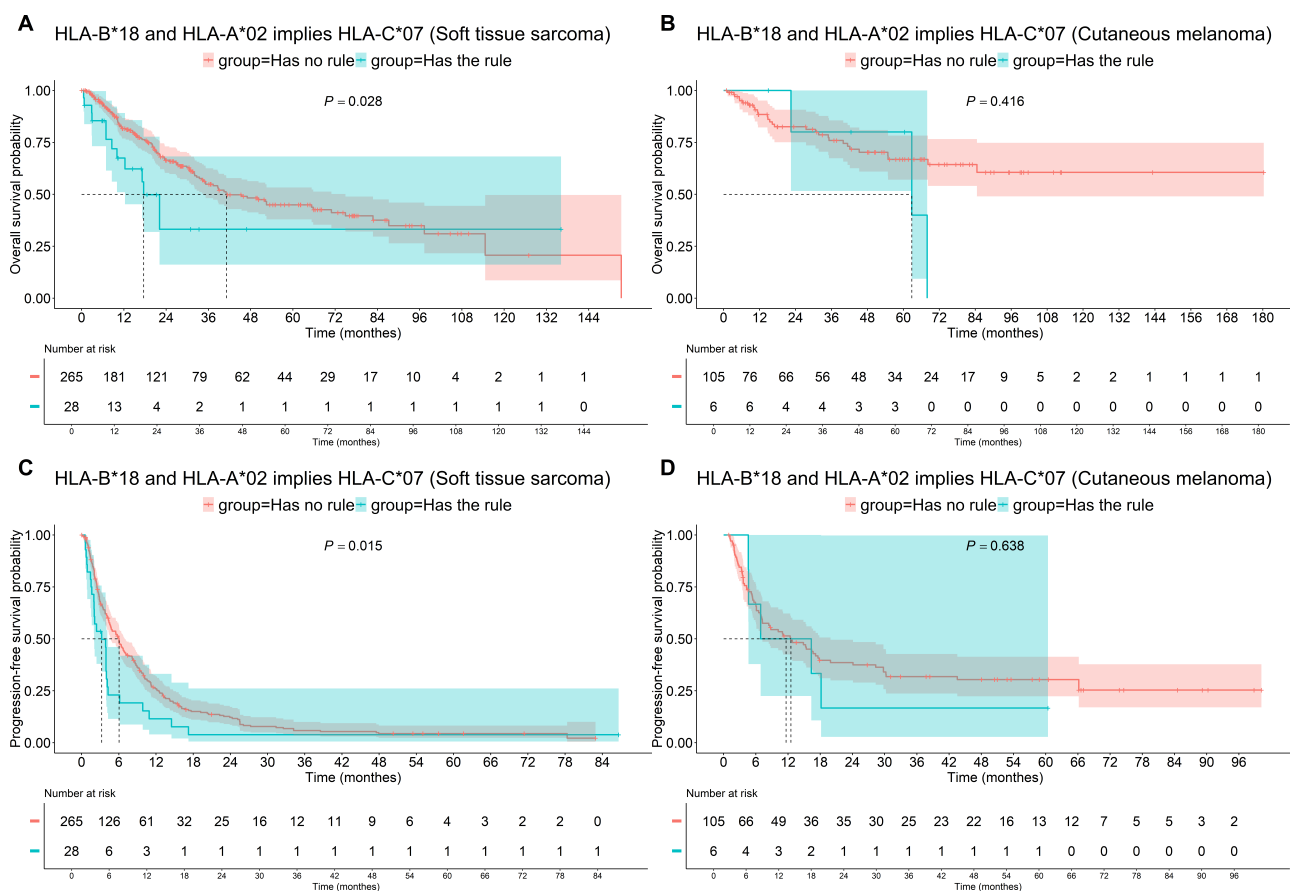 A
HLA-B*18 and HLA-A*02 implies HLA-C*07 (Soft tissue sarcoma)
group=Has no rule group=Has the rule
P = 0.028
Overall survival probability
1.00
0.75
0.50
0.25
0.00
0 12 24 36 48 60 72 84 96 108 120 132 144
Time (monthes)
Number at risk
265 181 121 79 62 44 29 17 10 4 2 1 1
28 13 4 2 1 1 1 1 1 1 1 1 0
0 12 24 36 48 60 72 84 96 108 120 132 144
Time (monthes)
B
HLA-B*18 and HLA-A*02 implies HLA-C*07 (Cutaneous melanoma)
group=Has no rule group=Has the rule
P = 0.416
Overall survival probability
1.00
0.75
0.50
0.25
0.00
0 12 24 36 48 60 72 84 96 108 120 132 144 156 168 180
Time (monthes)
Number at risk
105 76 66 56 48 34 24 17 9 5 2 2 1 1 1 1
6 6 4 4 3 3 0 0 0 0 0 0 0 0 0 0
0 12 24 36 48 60 72 84 96 108 120 132 144 156 168 180
Time (monthes)
C
HLA-B*18 and HLA-A*02 implies HLA-C*07 (Soft tissue sarcoma)
group=Has no rule group=Has the rule
P = 0.015
Progression-free survival probability
1.00
0.75
0.50
0.25
0.00
0 6 12 18 24 30 36 42 48 54 60 66 72 78 84
Time (monthes)
Number at risk
265 126 61 32 25 16 12 11 9 6 4 3 2 2 0
28 6 3 1 1 1 1 1 1 1 1 1 1 1 1
0 6 12 18 24 30 36 42 48 54 60 66 72 78 84
Time (monthes)
D
HLA-B*18 and HLA-A*02 implies HLA-C*07 (Cutaneous melanoma)
group=Has no rule group=Has the rule
P = 0.638
Progression-free survival probability
1.00
0.75
0.50
0.25
0.00
0 6 12 18 24 30 36 42 48 54 60 66 72 78 84 90 96
Time (monthes)
Number at risk
105 66 49 36 35 30 25 23 22 16 13 12 7 5 5 3 2
6 4 3 2 1 1 1 1 1 1 1 0 0 0 0 0 0
0 6 12 18 24 30 36 42 48 54 60 66 72 78 84 90 96
Time (monthes)